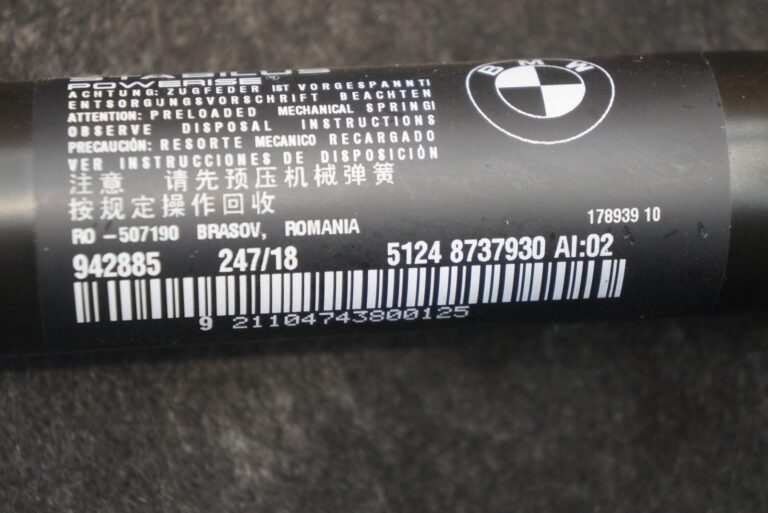 STABILUS
POWERISE®
ACHTUNG: ZUGFEDER IST VORGESPANNT!
ENTSORGUNGSVORSCHRIFT BEACHTEN
ATTENTION: PRELOADED MECHANICAL SPRING!
OBSERVE DISPOSAL INSTRUCTIONS
PRECAUCIÓN: RESORTE MECANICO RECARGADO
VER INSTRUCCIONES DE DISPOSICIÓN
注意 请先预压机械弹簧
按规定操作回收
BMW
RO -507190 BRASOV, ROMANIA
178939 10
942885 247/18 5124 8737930 AI:02
9 21104743800125